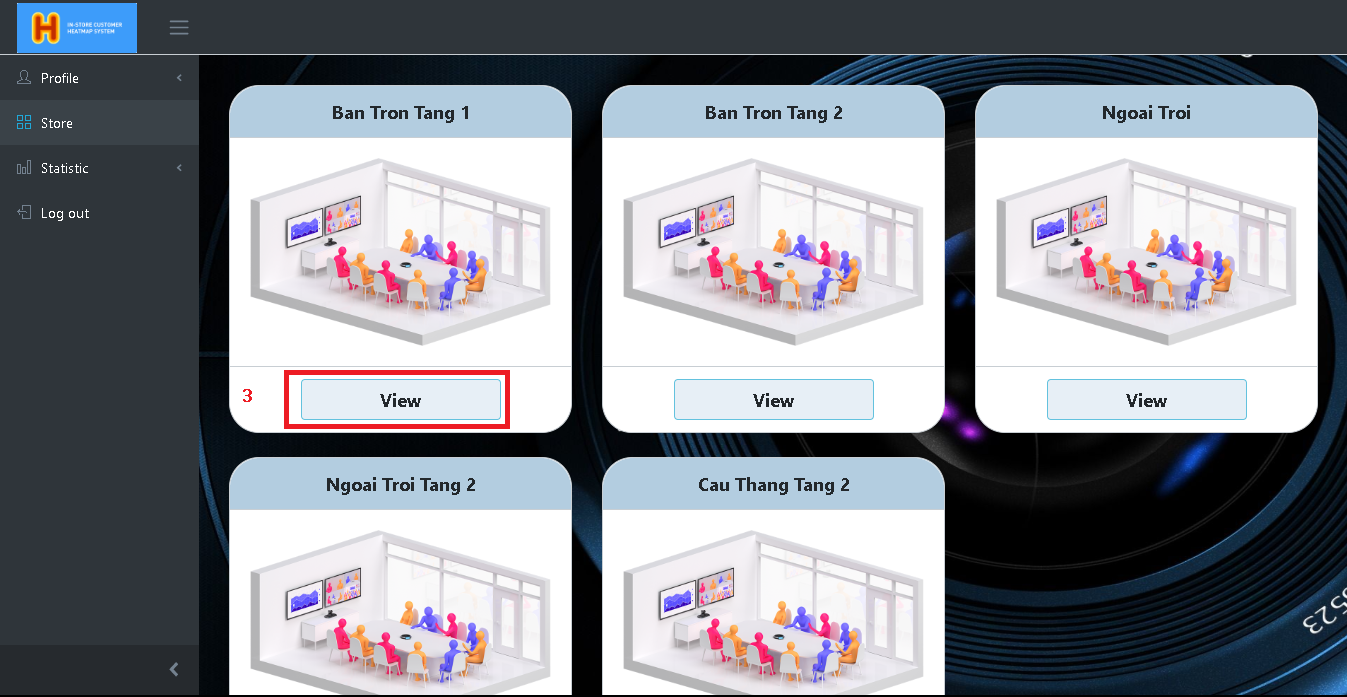 H
IN-STORE CUSTOMER
HEATMAP SYSTEM
Profile
Store
Statistic
Log out
Ban Tron Tang 1
Ban Tron Tang 2
Ngoai Troi
3
View
View
View
Ngoai Troi Tang 2
Cau Thang Tang 2
3523